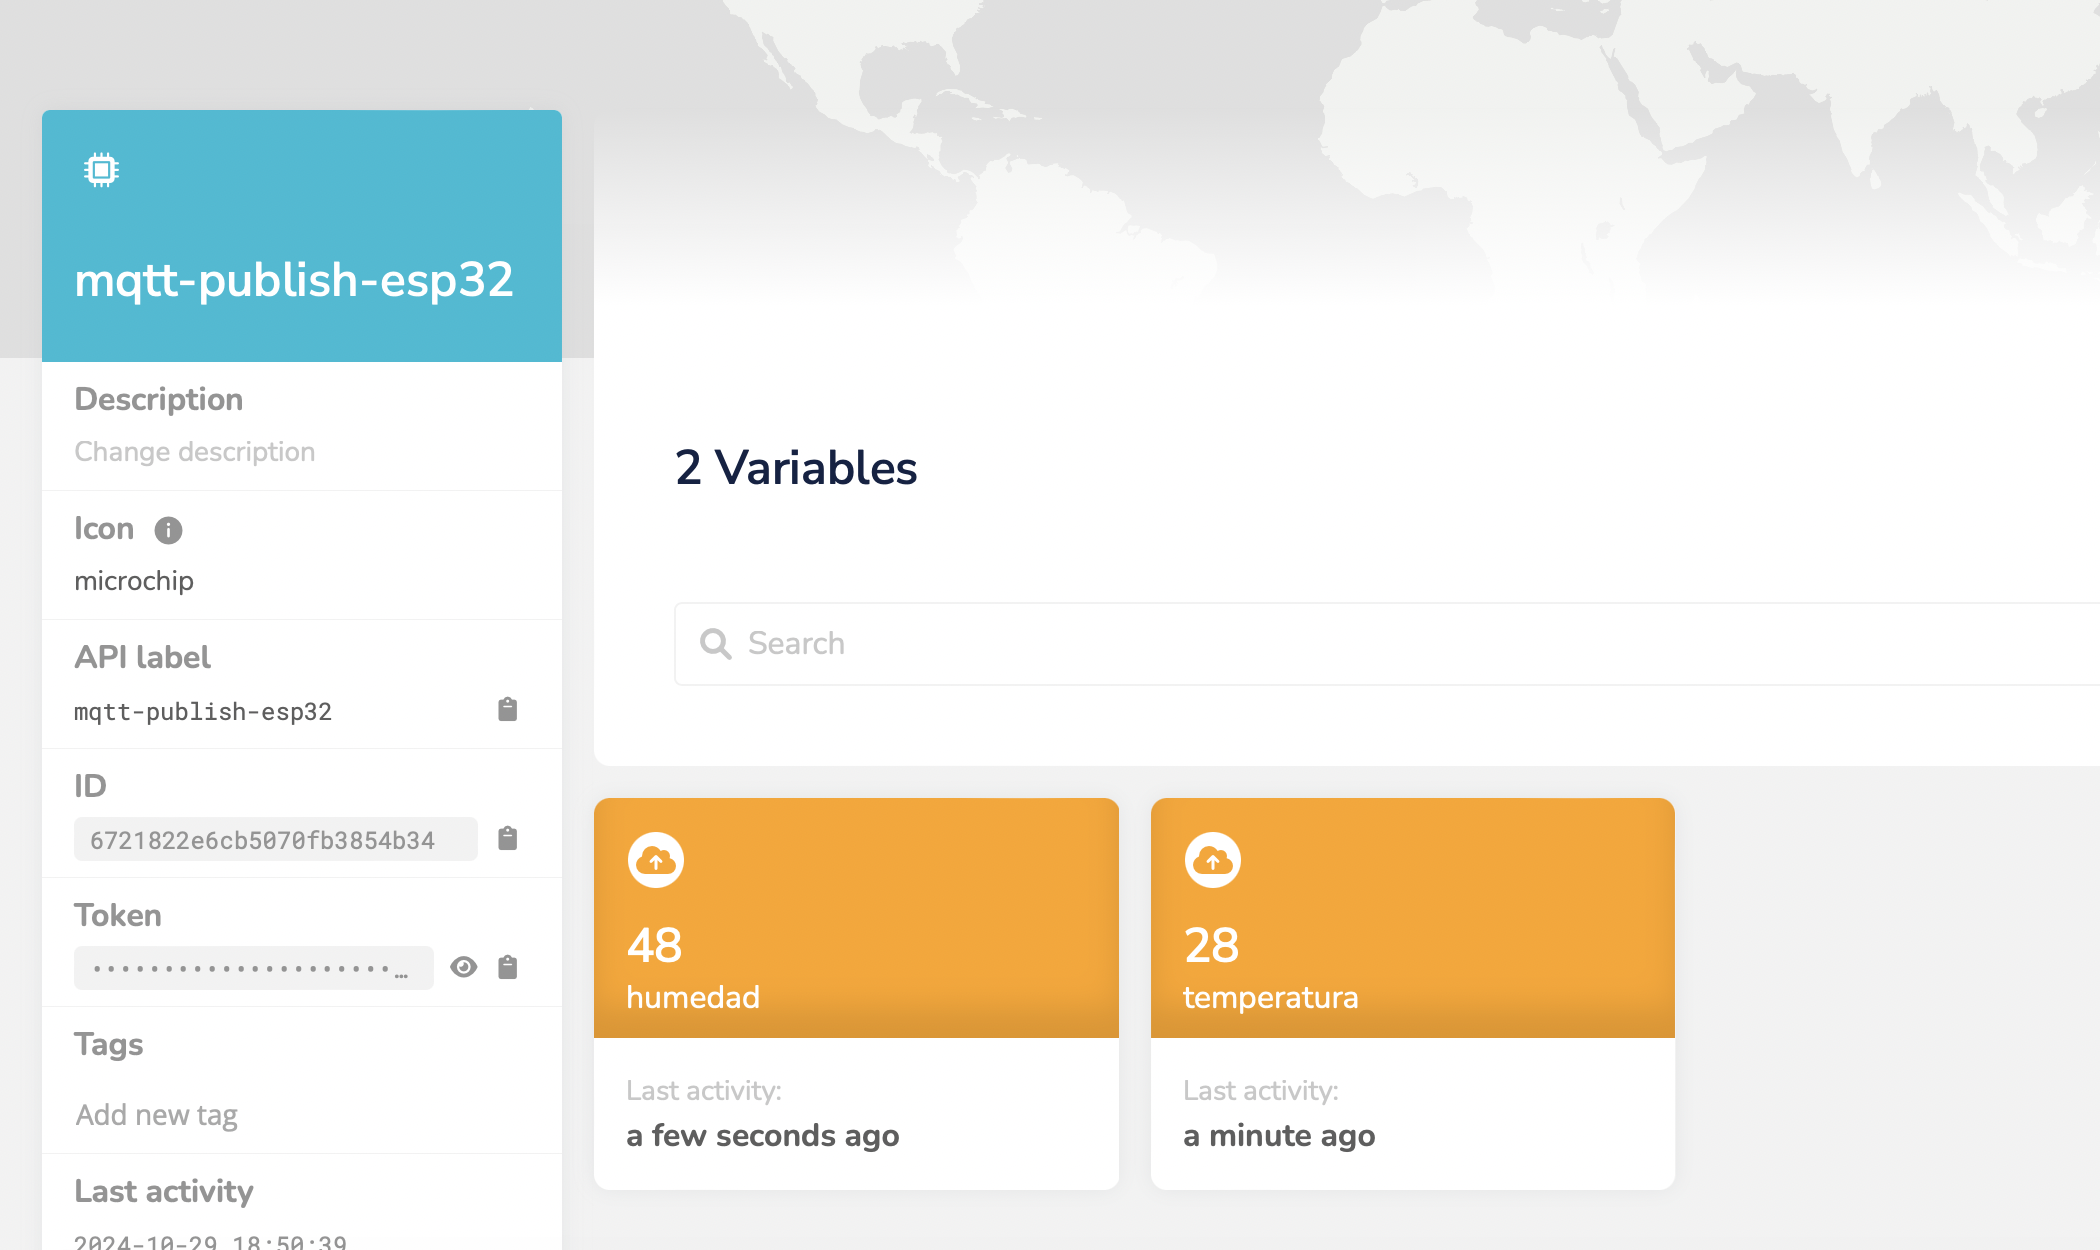 mqtt-publish-esp32
Description
Change description
Icon
microchip
API label
mqtt-publish-esp32
ID
6721822e6cb5070fb3854b34
Token
•••••••••••••••••••••...
Tags
Add new tag
Last activity
2024-10-29 18:50:39
2 Variables
Search
48
humedad
Last activity:
a few seconds ago
28
temperatura
Last activity:
a minute ago